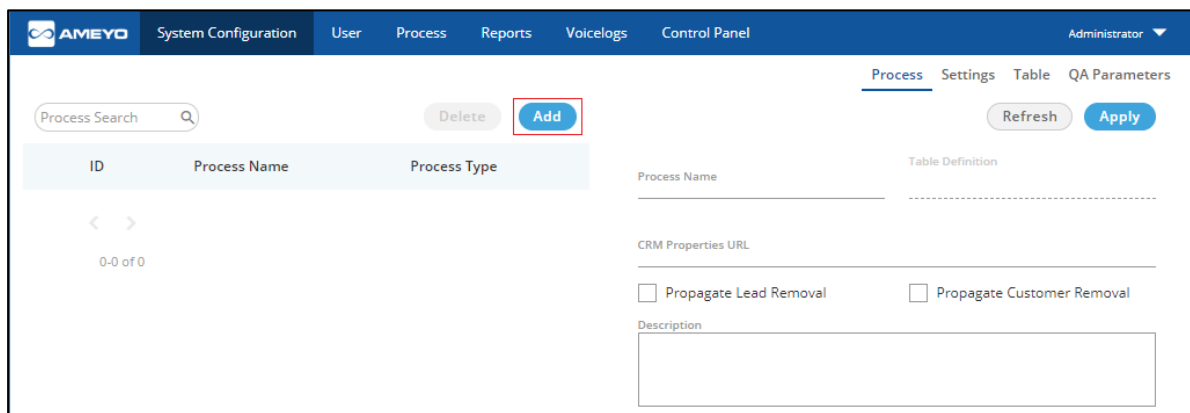 AMEYO System Configuration User Process Reports Voicelogs Control Panel Administrator
Process Settings Table QA Parameters
Process Search Delete Add Refresh Apply
ID Process Name Process Type
Table Definition
Process Name
CRM Properties URL
0-0 of 0
Propagate Lead Removal Propagate Customer Removal
Description